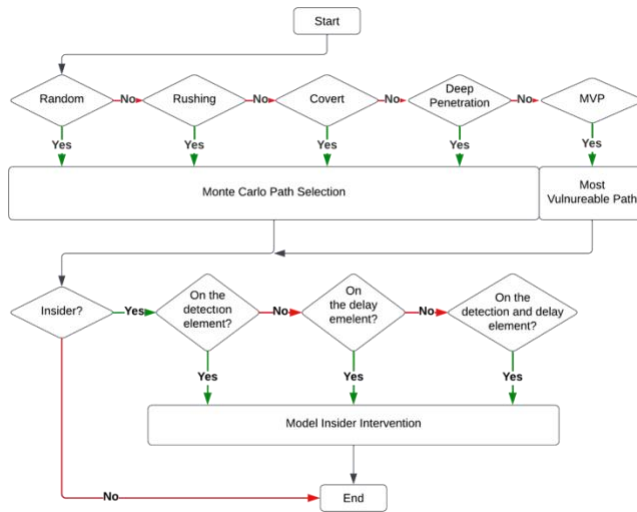 Start
Random
No
Rushing
No
Covert
No
Deep
Penetration
No
MVP
Yes
Yes
Yes
Yes
Yes
Monte Carlo Path Selection
Most
Vulnureable Path
Insider?
Yes
On the
detection
element?
No
On
the delay
emelent?
No
On the
detection and delay
element?
Yes
Yes
Yes
Model Insider Intervention
No
End